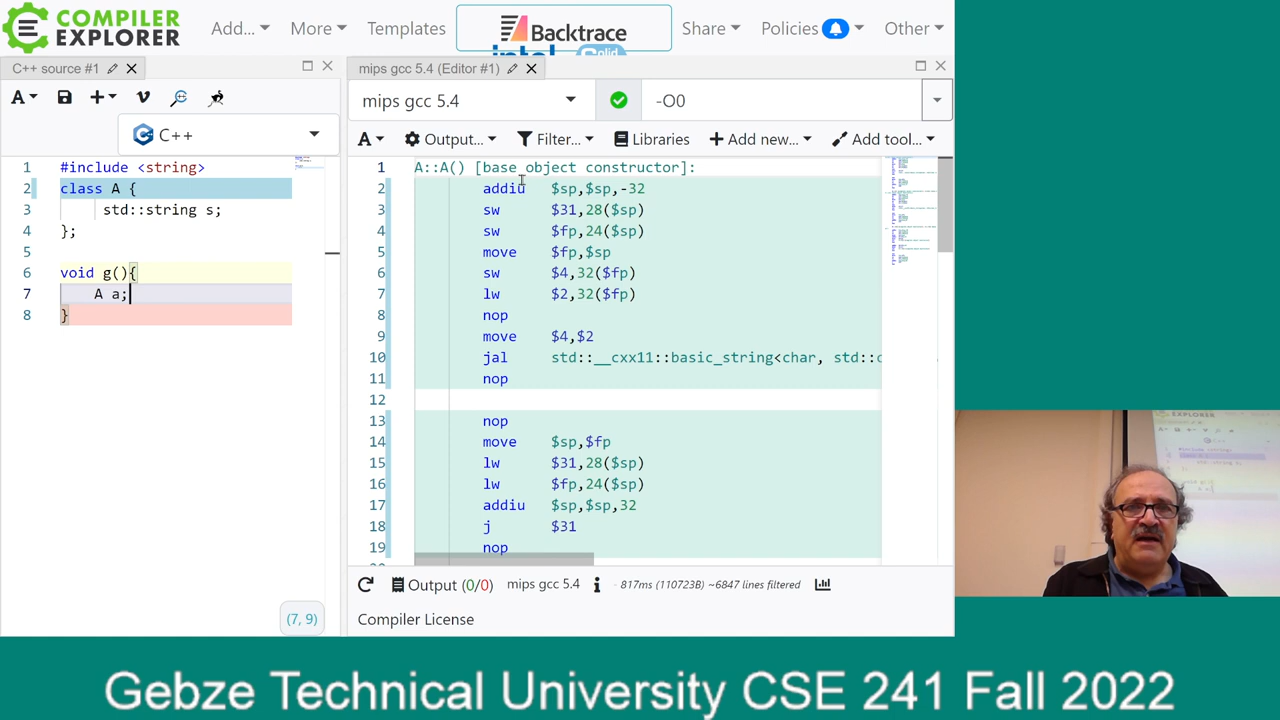 COMPILER
EXPLORER
Add...
More
Templates
Backtrace
intel
Solid
Share
Policies
Other
C++ source #1
mips gcc 5.4 (Editor #1)
A
C++
mips gcc 5.4
-O0
A
Output...
Filter...
Libraries
Add new...
Add tool...
1 #include <string>
2 class A {
3 std::string s;
4 };
5
6 void g(){
7 A a;
8 }
1 A::A() [base object constructor]:
2 addiu $sp,$sp,-32
3 sw $31,28($sp)
4 sw $fp,24($sp)
5 move $fp,$sp
6 sw $4,32($fp)
7 lw $2,32($fp)
8 nop
9 move $4,$2
10 jal std::__cxx11::basic_string<char, std::c
11 nop
12
13 nop
14 move $sp,$fp
15 lw $31,28($sp)
16 lw $fp,24($sp)
17 addiu $sp,$sp,32
18 j $31
19 nop
(7, 9)
Output (0/0) mips gcc 5.4 - 817ms (110723B) ~6847 lines filtered
Compiler License
Gebze Technical University CSE 241 Fall 2022